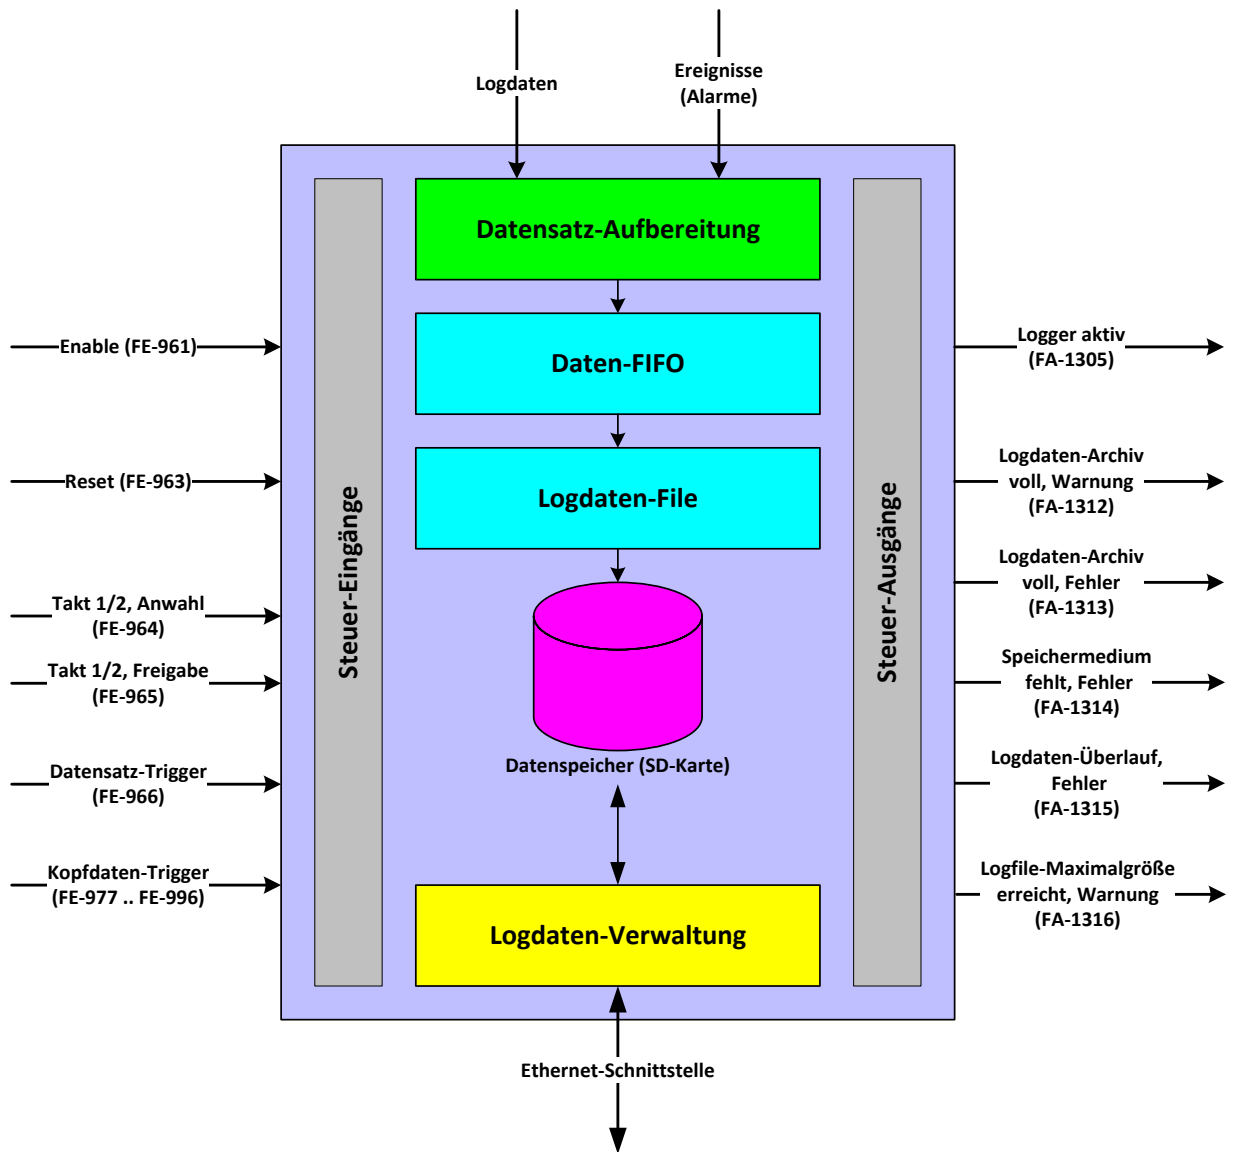 Logdaten
Ereignisse
(Alarme)
Datensatz-Aufbereitung
Daten-FIFO
Logdaten-File
Datenspeicher (SD-Karte)
Logdaten-Verwaltung
Ethernet-Schnittstelle
Steuer-Eingänge
Steuer-Ausgänge
Enable (FE-961)
Reset (FE-963)
Takt 1/2, Anwahl
(FE-964)
Takt 1/2, Freigabe
(FE-965)
Datensatz-Trigger
(FE-966)
Kopfdaten-Trigger
(FE-977 .. FE-996)
Logger aktiv
(FA-1305)
Logdaten-Archiv
voll, Warnung
(FA-1312)
Logdaten-Archiv
voll, Fehler
(FA-1313)
Speichermedium
fehlt, Fehler
(FA-1314)
Logdaten-Überlauf,
Fehler
(FA-1315)
Logfile-Maximalgröße
erreicht, Warnung
(FA-1316)